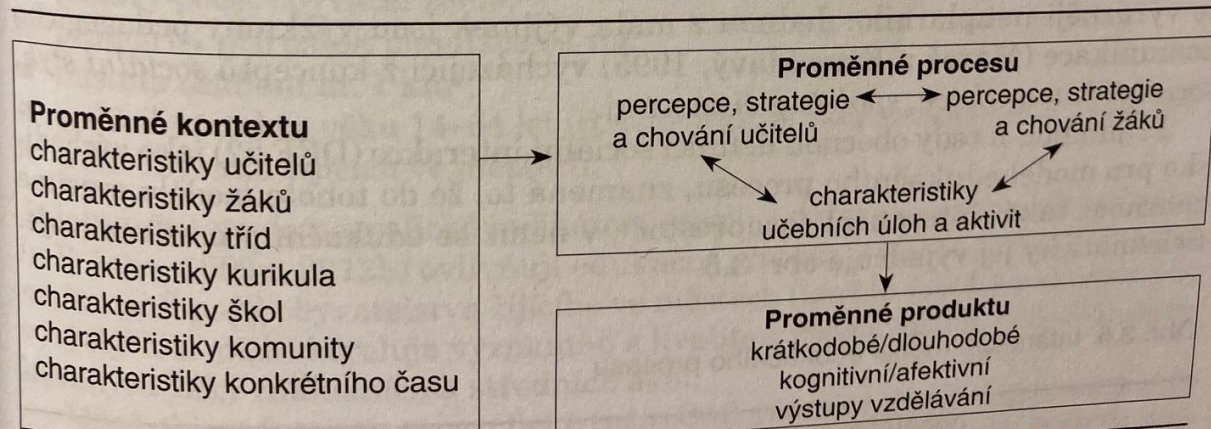 Proměnné kontextu
charakteristiky učitelů
charakteristiky žáků
charakteristiky tříd
charakteristiky kurikula
charakteristiky škol
charakteristiky komunity
charakteristiky konkrétního času
Proměnné procesu
percepce, strategie
a chování učitelů
percepce, strategie
a chování žáků
charakteristiky
učebních úloh a aktivit
Proměnné produktu
krátkodobé/dlouhodobé
kognitivní/afektivní
výstupy vzdělávání